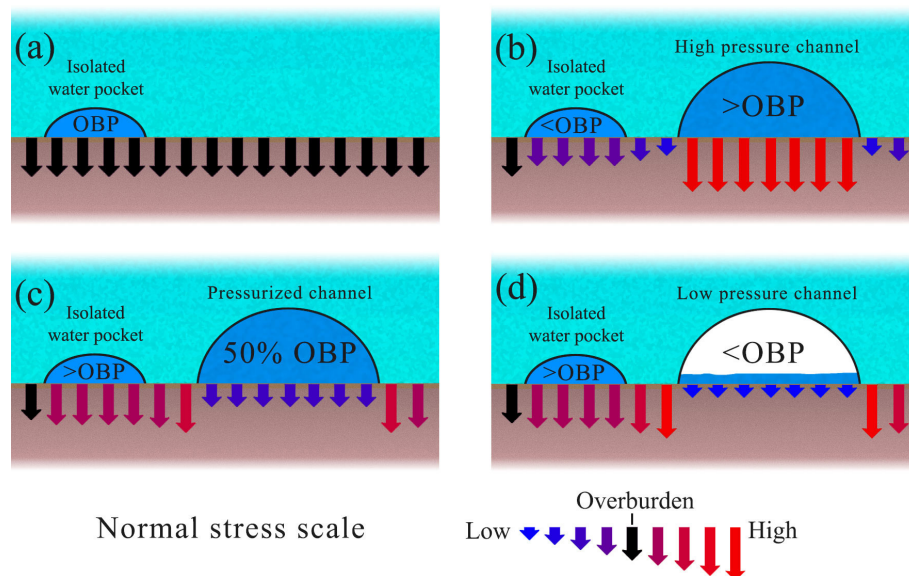 (a)
Isolated
water pocket
OBP
(b)
High pressure channel
Isolated
water pocket
<OBP
>OBP
(c)
Pressurized channel
Isolated
water pocket
>OBP
50% OBP
(d)
Low pressure channel
Isolated
water pocket
>OBP
<OBP
Normal stress scale
Overburden
Low
High